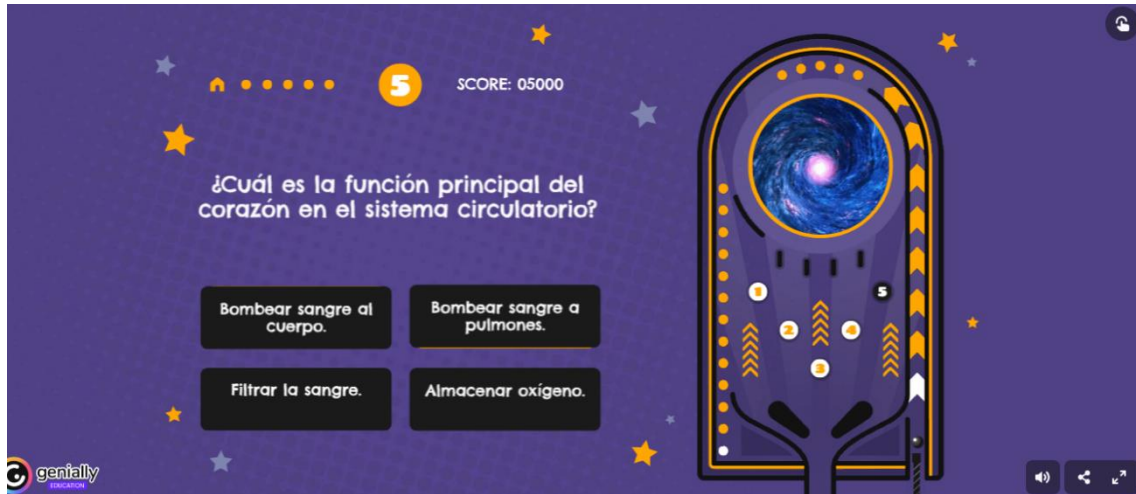 5
SCORE: 05000
¿Cuál es la función principal del
corazón en el sistema circulatorio?
Bombear sangre al
cuerpo.
Bombear sangre a
pulmones.
Filtrar la sangre.
Almacenar oxígeno.
1
5
2
4
3
genially
EDUCATION